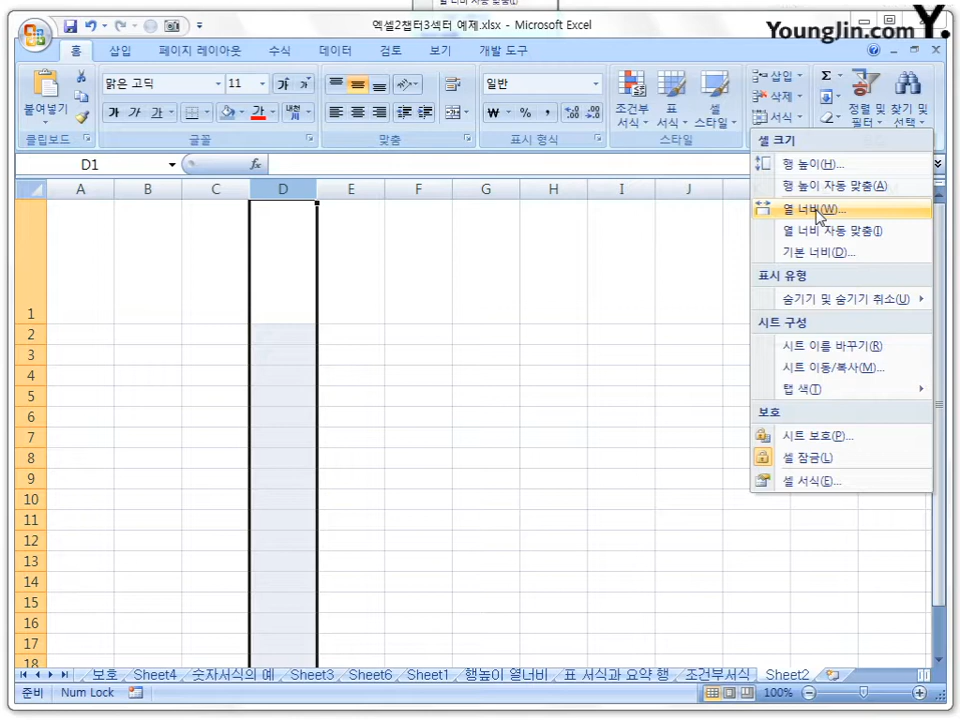 엑셀2챕터3섹터 예제.xlsx - Microsoft Excel
Younglin.com Y.
홈 삽입 페이지 레이아웃 수식 데이터 검토 보기 개발 도구
붙여넣기
클립보드
맑은 고딕 11
가 가 가
글꼴
맞춤
일반
₩ % ,
표시 형식
조건부 서식
표 서식
셀 스타일
스타일
삽입
삭제
서식
Σ
정렬 및 필터
찾기 및 선택
D1
fx
A B C D E F G H I J
1
2
3
4
5
6
7
8
9
10
11
12
13
14
15
16
17
18
셀 크기
행 높이(H)...
행 높이 자동 맞춤(A)
열 너비(W)...
열 너비 자동 맞춤(I)
기본 너비(D)...
표시 유형
숨기기 및 숨기기 취소(U)
시트 구성
시트 이름 바꾸기(R)
시트 이동/복사(M)...
탭 색(T)
보호
시트 보호(P)...
셀 잠금(L)
셀 서식(E)...
보호 Sheet4 숫자서식의 예 Sheet3 Sheet6 Sheet1 행높이 열너비 표 서식과 요약 행 조건부서식 Sheet2
준비 Num Lock 100%